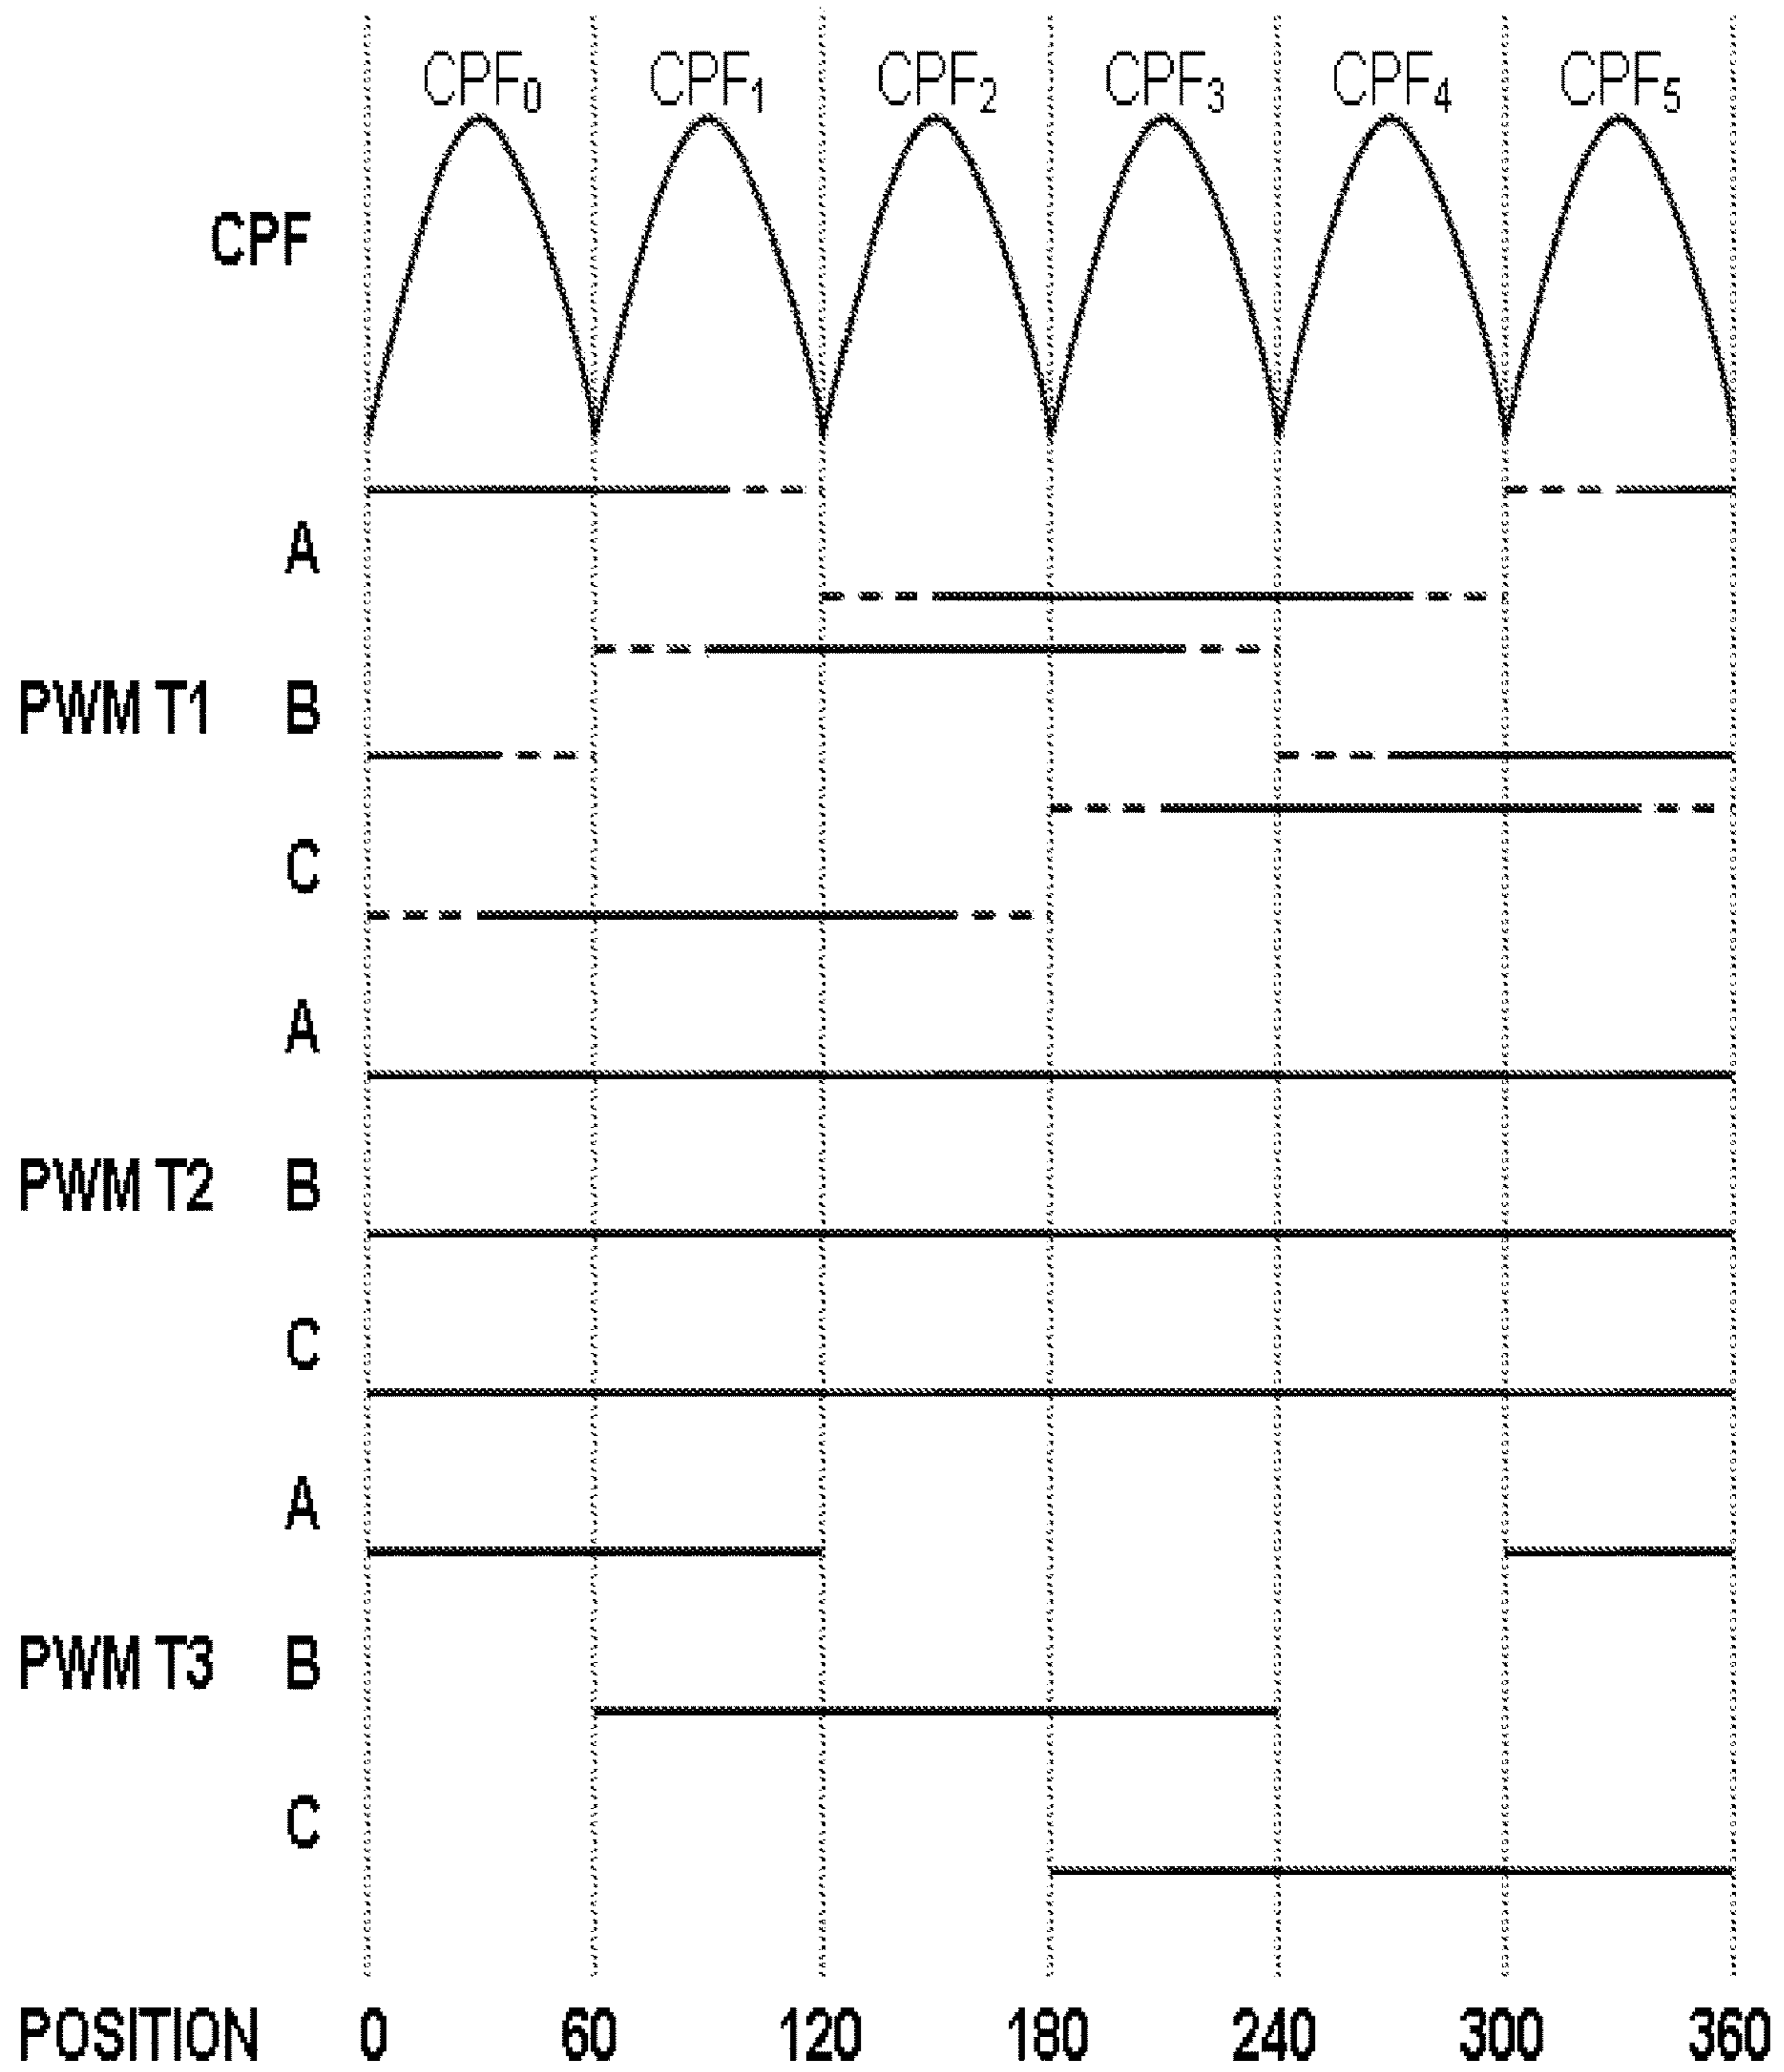 CPF₀ CPF₁ CPF₂ CPF₃ CPF₄ CPF₅
CPF
A
PWM T1 B
C
A
PWM T2 B
C
A
PWM T3 B
C
POSITION 0 60 120 180 240 300 360